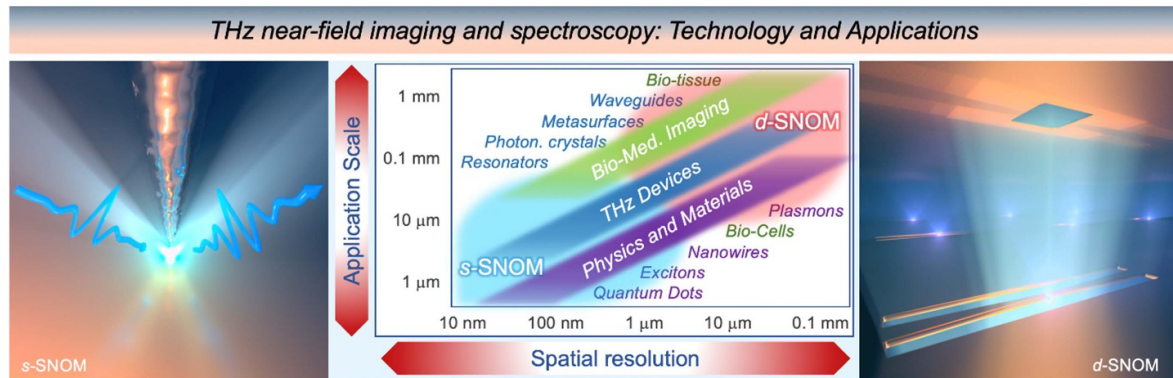 THz near-field imaging and spectroscopy: Technology and Applications
s-SNOM
Application Scale
1 mm
0.1 mm
10 μm
1 μm
Bio-tissue
Waveguides
Metasurfaces
Photon. crystals
Resonators
Bio-Med. Imaging
d-SNOM
THz Devices
Physics and Materials
s-SNOM
Plasmons
Bio-Cells
Nanowires
Excitons
Quantum Dots
10 nm 100 nm 1 μm 10 μm 0.1 mm
Spatial resolution
d-SNOM